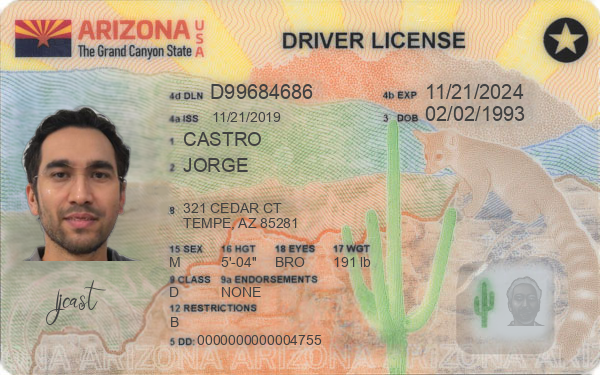 ARIZONA USA
The Grand Canyon State
DRIVER LICENSE
4d DLN D99684686 4b EXP 11/21/2024
4a ISS 11/21/2019 3 DOB 02/02/1993
1 CASTRO
2 JORGE
8 321 CEDAR CT
TEMPE, AZ 85281
15 SEX 16 HGT 18 EYES 17 WGT
M 5'-04" BRO 191 lb
9 CLASS 9a ENDORSEMENTS
D NONE
12 RESTRICTIONS
B
jjcast
5 DD: 0000000000004755
ARIZONA ARIZONA ARIZONA ARIZONA